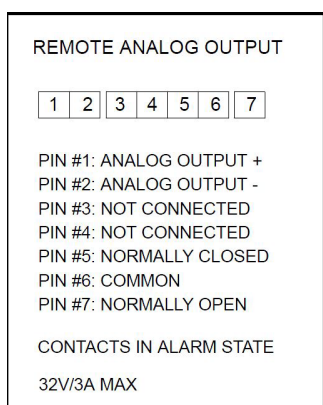 REMOTE ANALOG OUTPUT
1 2 3 4 5 6 7
PIN #1: ANALOG OUTPUT +
PIN #2: ANALOG OUTPUT -
PIN #3: NOT CONNECTED
PIN #4: NOT CONNECTED
PIN #5: NORMALLY CLOSED
PIN #6: COMMON
PIN #7: NORMALLY OPEN
CONTACTS IN ALARM STATE
32V/3A MAX